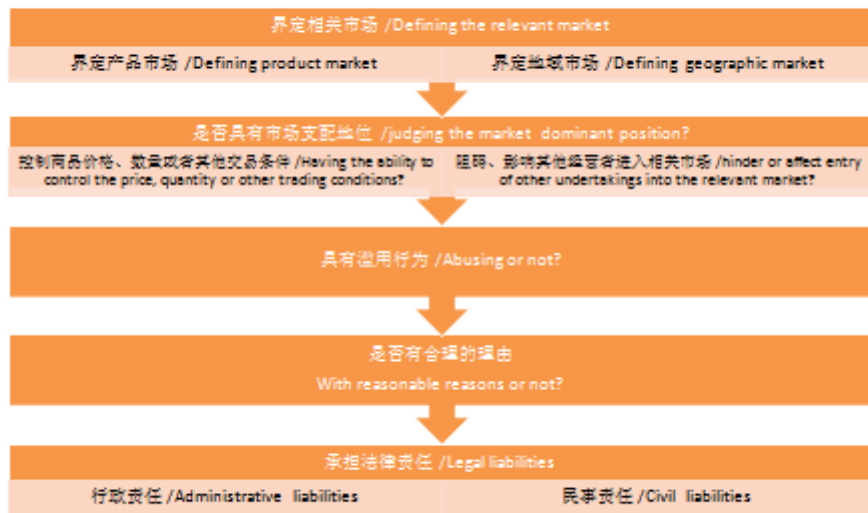 界定相关市场 /Defining the relevant market
界定产品市场 /Defining product market
界定地域市场 /Defining geographic market
是否具有市场支配地位 /judging the market dominant position?
控制商品价格、数量或者其他交易条件 /Having the ability to
control the price, quantity or other trading conditions?
阻碍、影响其他经营者进入相关市场 /hinder or affect entry
of other undertakings into the relevant market?
具有滥用行为 /Abusing or not?
是否有合理的理由
With reasonable reasons or not?
承担法律责任 /Legal liabilities
行政责任 /Administrative liabilities
民事责任 /Civil liabilities